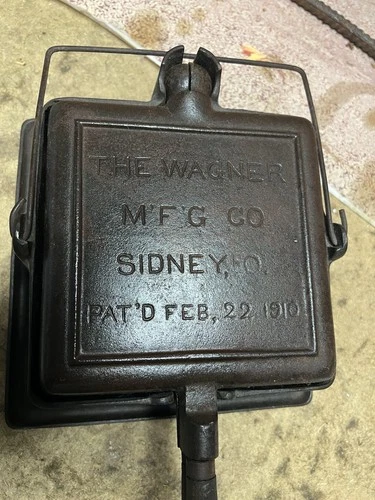 THE WAGNER
M'F'G CO
SIDNEY, O.
PAT'D FEB, 22 1910